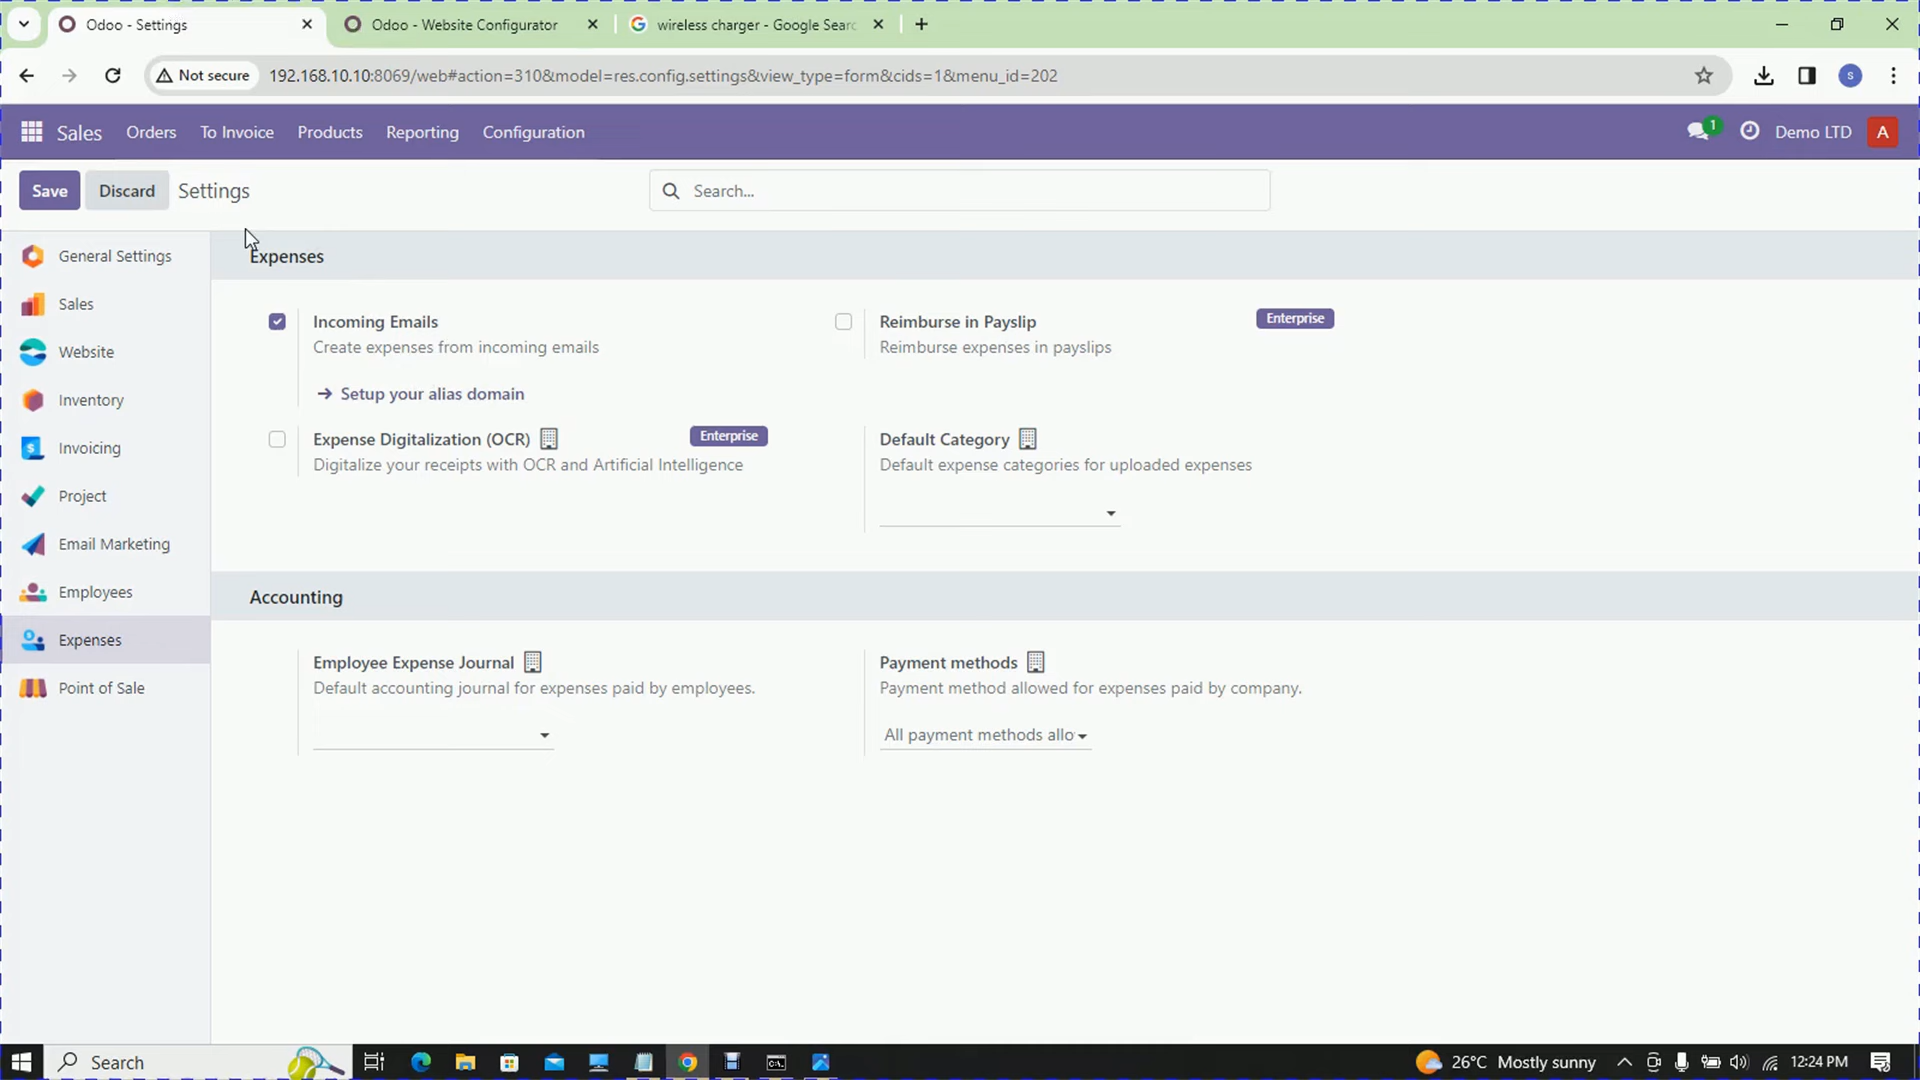 Odoo - Settings
Odoo - Website Configurator
wireless charger - Google Searc
Not secure
192.168.10.10:8069/web#action=310&model=res.config.settings&view_type=form&cids=1&menu_id=202
S
Sales
Orders
To Invoice
Products
Reporting
Configuration
1
Demo LTD
A
Save
Discard
Settings
Search...
General Settings
Sales
Website
Inventory
Invoicing
Project
Email Marketing
Employees
Expenses
Point of Sale
Expenses
Incoming Emails
Create expenses from incoming emails
Setup your alias domain
Reimburse in Payslip
Enterprise
Reimburse expenses in payslips
Expense Digitalization (OCR)
Enterprise
Digitalize your receipts with OCR and Artificial Intelligence
Default Category
Default expense categories for uploaded expenses
Accounting
Employee Expense Journal
Default accounting journal for expenses paid by employees.
Payment methods
Payment method allowed for expenses paid by company.
All payment methods allo
Search
26°C Mostly sunny
12:24 PM